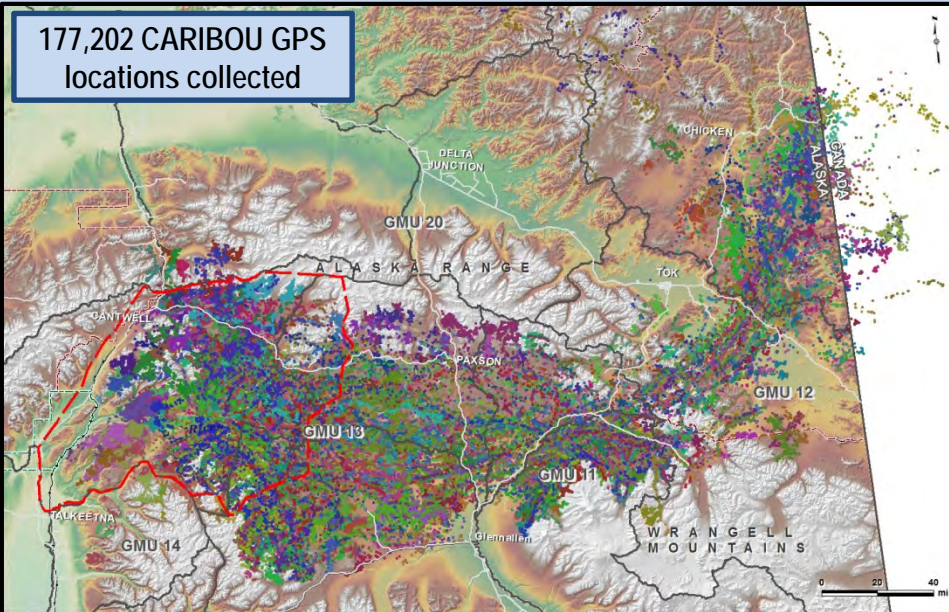 177,202 CARIBOU GPS
locations collected
CHICKEN
CANADA
ALASKA
DELTA
JUNCTION
GMU 20
ALASKA RANGE
TOK
CANTWELL
PAXSON
GMU 12
GMU 13
GMU 11
TALKEETNA
Glennallen
GMU 14
WRANGELL
MOUNTAINS
0 20 40